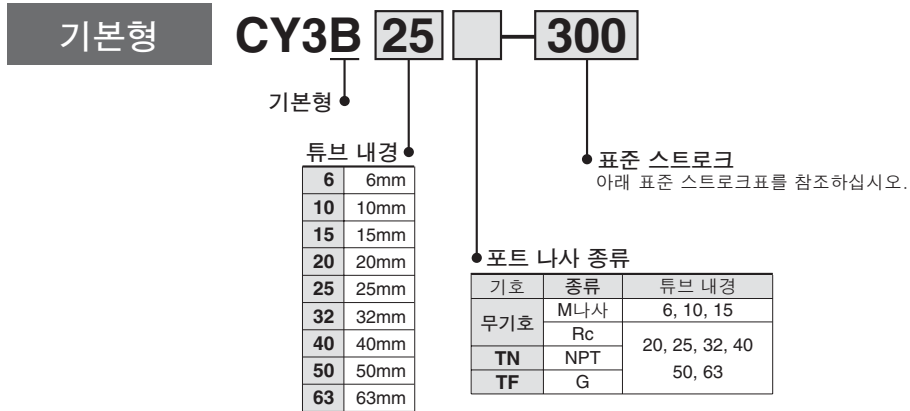 기본형
CY3B 25 - 300
기본형
튜브 내경
6 6mm
10 10mm
15 15mm
20 20mm
25 25mm
32 32mm
40 40mm
50 50mm
63 63mm
표준 스트로크
아래 표준 스트로크표를 참조하십시오.
포트 나사 종류
기호 종류 튜브 내경
무기호 M나사 6, 10, 15
Rc 20, 25, 32, 40
TN NPT 50, 63
TF G